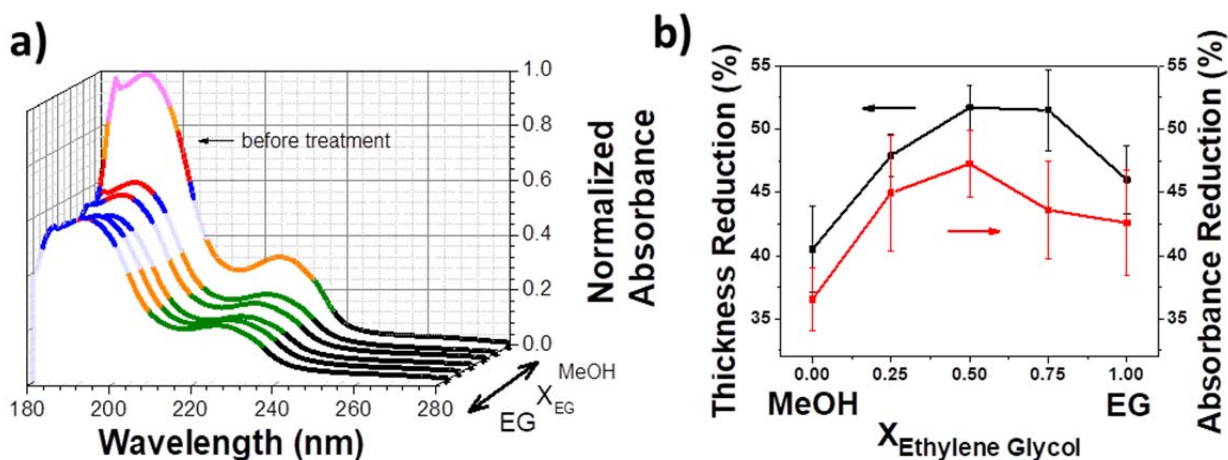 a)
1.0
0.8
0.6
0.4
0.2
0.0
before treatment
Normalized
Absorbance
180 200 220 240 260 280
Wavelength (nm)
MeOH
X EG
EG
b)
Thickness Reduction (%)
55
50
45
40
35
55
50
45
40
35
Absorbance Reduction (%)
0.00 0.25 0.50 0.75 1.00
MeOH EG
X Ethylene Glycol